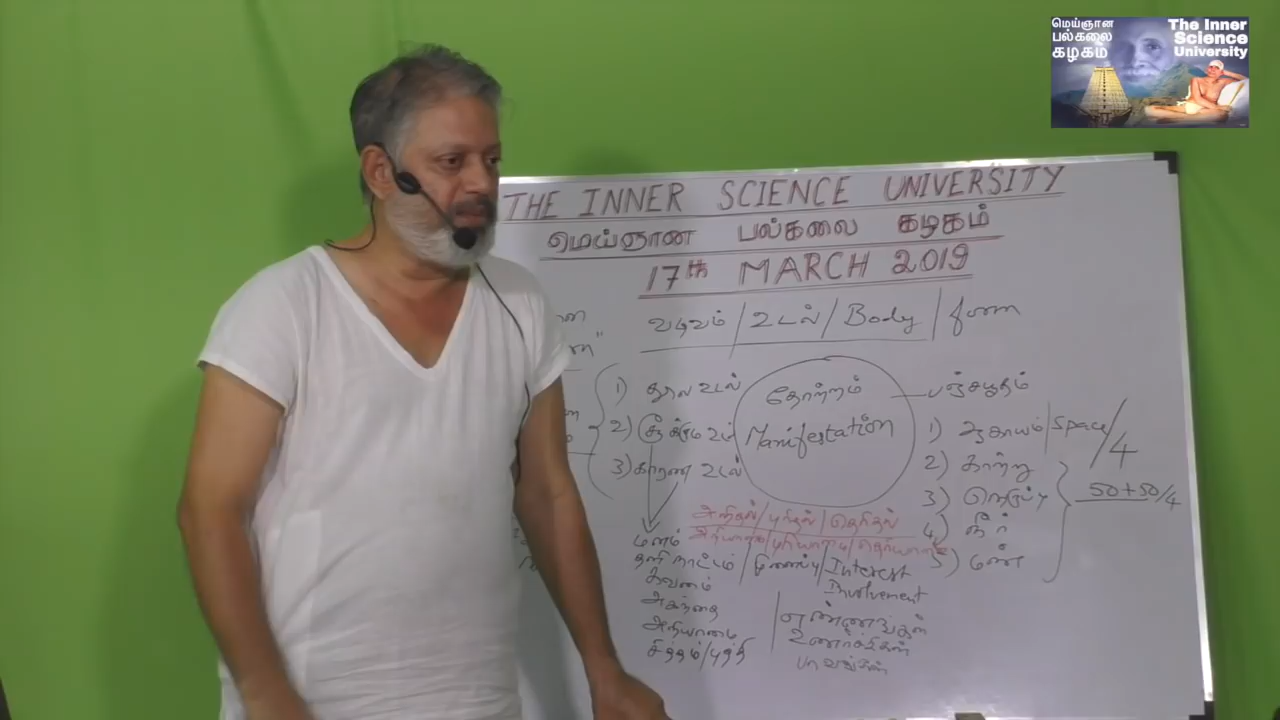 மெய்ஞான
பல்கலை
கழகம்
The Inner
Science
University
THE INNER SCIENCE UNIVERSITY
மெய்ஞான பல்கலை கழகம்
17th MARCH 2019
வடிவம் / உடல் / Body /
1) தூல உடல்
2) சூக்கும உடல்
3) காரண உடல்
தோற்றம்
Manifestation
பஞ்சபூதம்
1) ஆகாயம் / Space / 4
2) காற்று
3) நெருப்பு
4) நீர்
5) மண்
50+50/4
அறிதல் / புரிதல் / தெரிதல்
அறியாமை / புரியாமை / தெரியாமை
மனம்
தனி நாட்டம் / முனைப்பு / Interest
Involvement
கவனம்
அகந்தை
அறியாமை
சித்தம் / புத்தி
எண்ணங்கள்
உணர்ச்சிகள்
பாவங்கள்